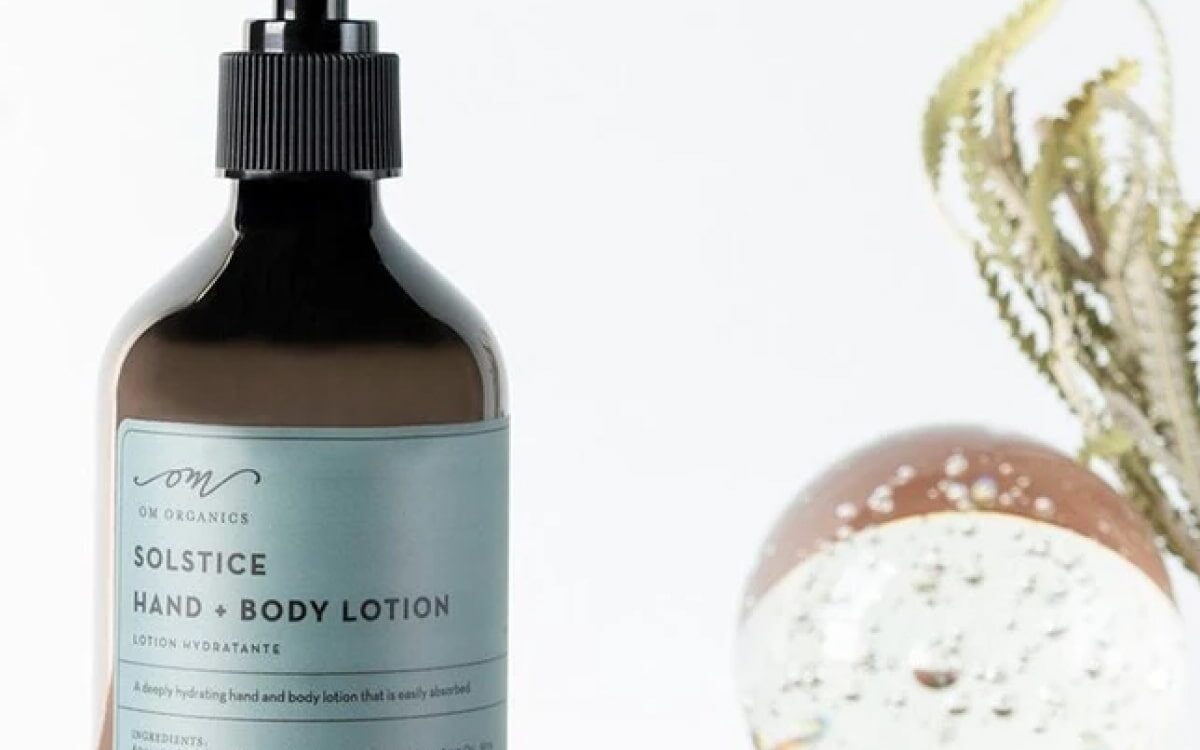 om
OM ORGANICS
SOLSTICE
HAND + BODY LOTION
LOTION HYDRATANTE
A deeply hydrating hand and body lotion that is easily absorbed
INGREDIENTS: